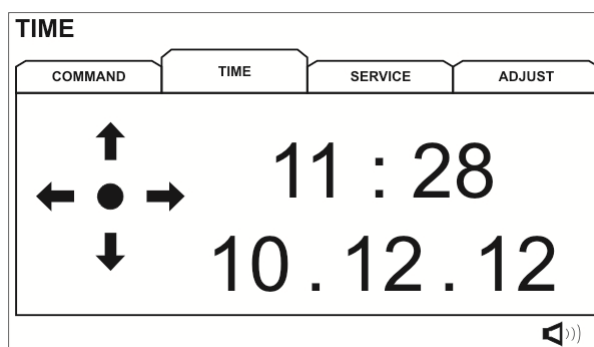 TIME
COMMAND TIME SERVICE ADJUST
11 : 28
10 . 12 . 12